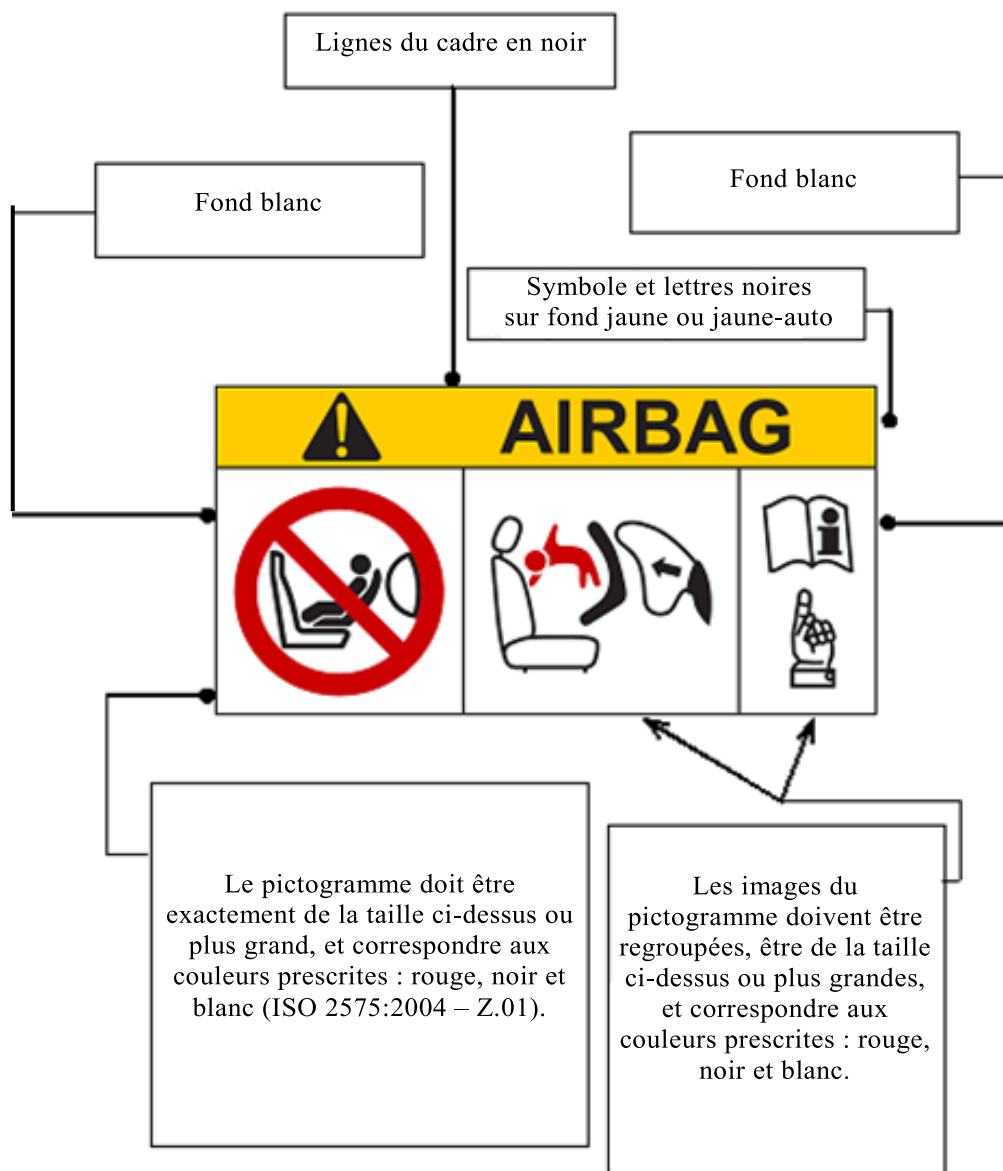 Lignes du cadre en noir
Fond blanc
Fond blanc
Symbole et lettres noires
sur fond jaune ou jaune-auto
AIRBAG
Le pictogramme doit être
exactement de la taille ci-dessus ou
plus grand, et correspondre aux
couleurs prescrites : rouge, noir et
blanc (ISO 2575:2004 – Z.01).
Les images du
pictogramme doivent être
regroupées, être de la taille
ci-dessus ou plus grandes,
et correspondre aux
couleurs prescrites : rouge,
noir et blanc.